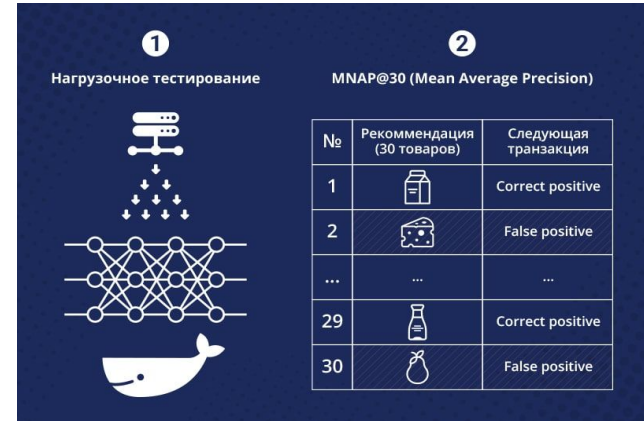 1
Нагрузочное тестирование
2
MNAP@30 (Mean Average Precision)
№
Рекомендация
(30 товаров)
Следующая
транзакция
1
Correct positive
2
False positive
...
...
...
29
Correct positive
30
False positive